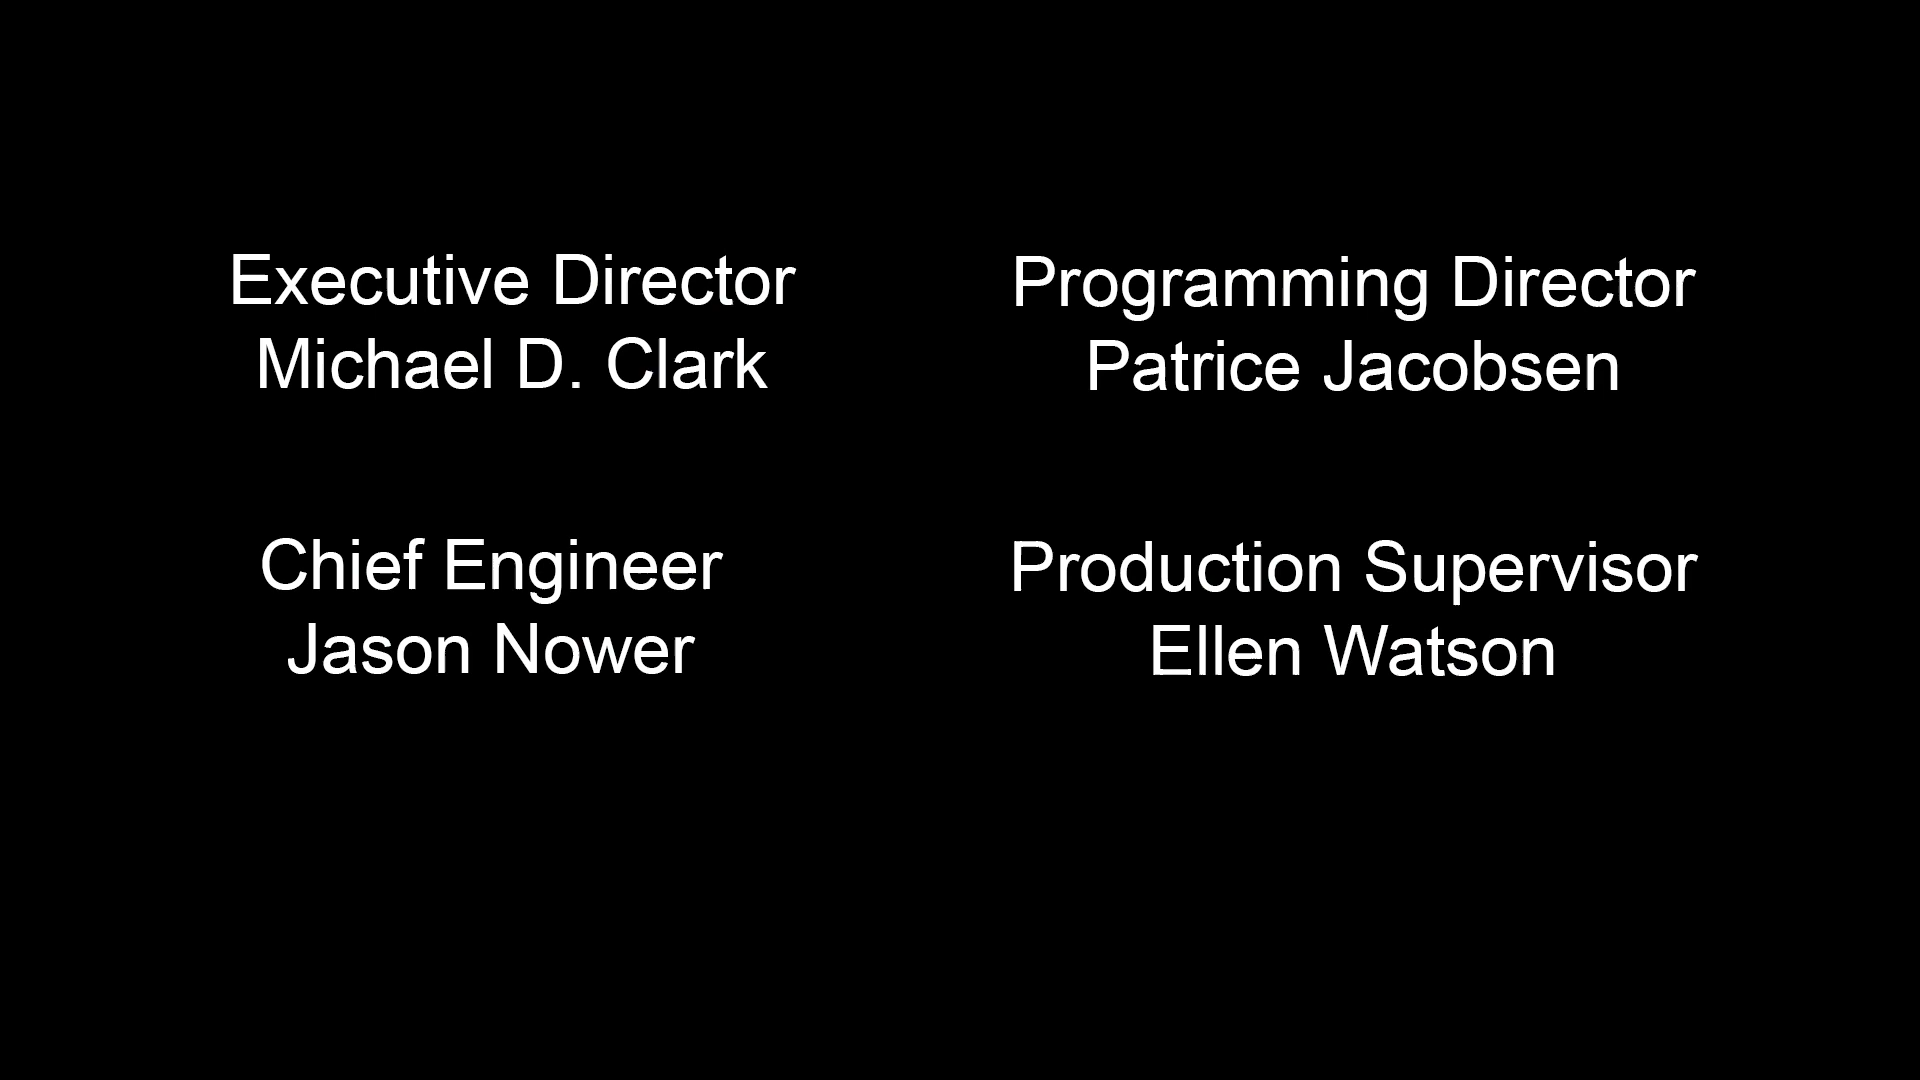 Executive Director
Michael D. Clark
Programming Director
Patrice Jacobsen
Chief Engineer
Jason Nower
Production Supervisor
Ellen Watson